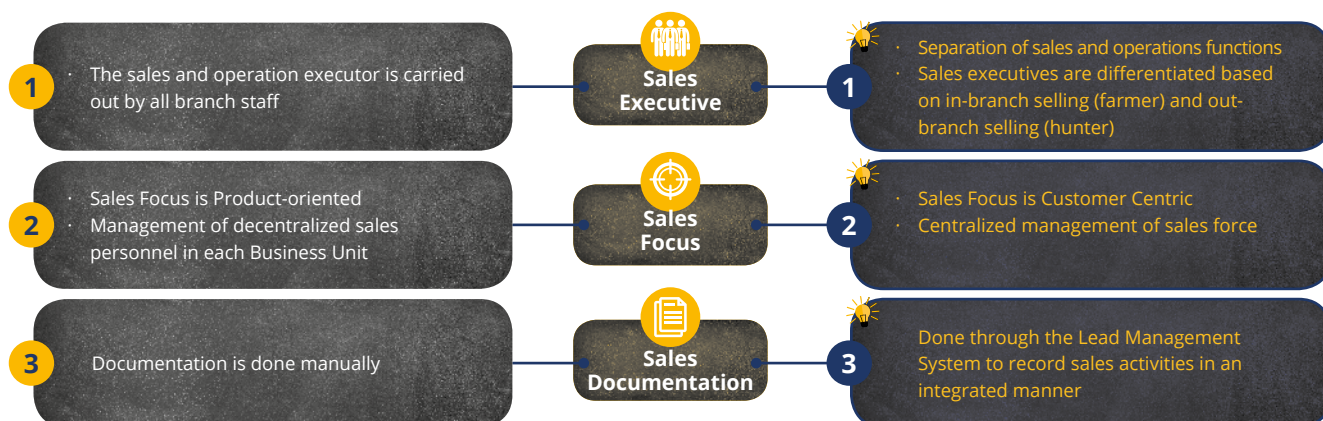 1
· The sales and operation executor is carried
out by all branch staff
Sales
Executive
1
· Separation of sales and operations functions
· Sales executives are differentiated based
on in-branch selling (farmer) and out-
branch selling (hunter)
2
· Sales Focus is Product-oriented
· Management of decentralized sales
personnel in each Business Unit
Sales
Focus
2
· Sales Focus is Customer Centric
· Centralized management of sales force
3
Documentation is done manually
Sales
Documentation
3
Done through the Lead Management
System to record sales activities in an
integrated manner